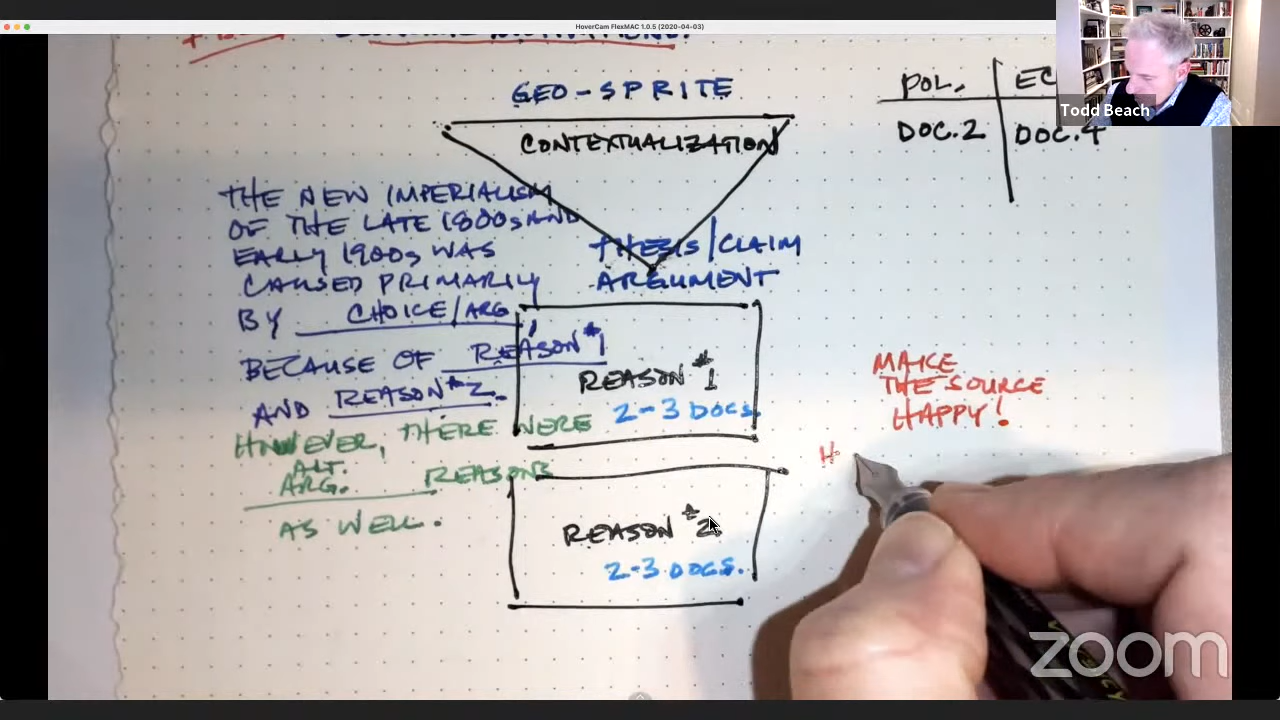 HoverCam FlexMAC 1.0.5 (2020-04-03)
GEO-SPRITE
CONTEXTUALIZATION
THE NEW IMPERIALISM
OF THE LATE 1800s AND
EARLY 1900s WAS
CAUSED PRIMARILY
BY CHOICE/ARG,
BECAUSE OF REASON #1
AND REASON #2.
HOWEVER, THERE WERE
ALT.
ARG. REASONS
AS WELL.
THESIS/CLAIM
ARGUMENT
REASON #1
2-3 DOCS.
REASON #2
2-3 DOCS.
POL. EC
DOC.2 DOC.4
Todd Beach
MAKE
THE SOURCE
HAPPY!
H
zoom